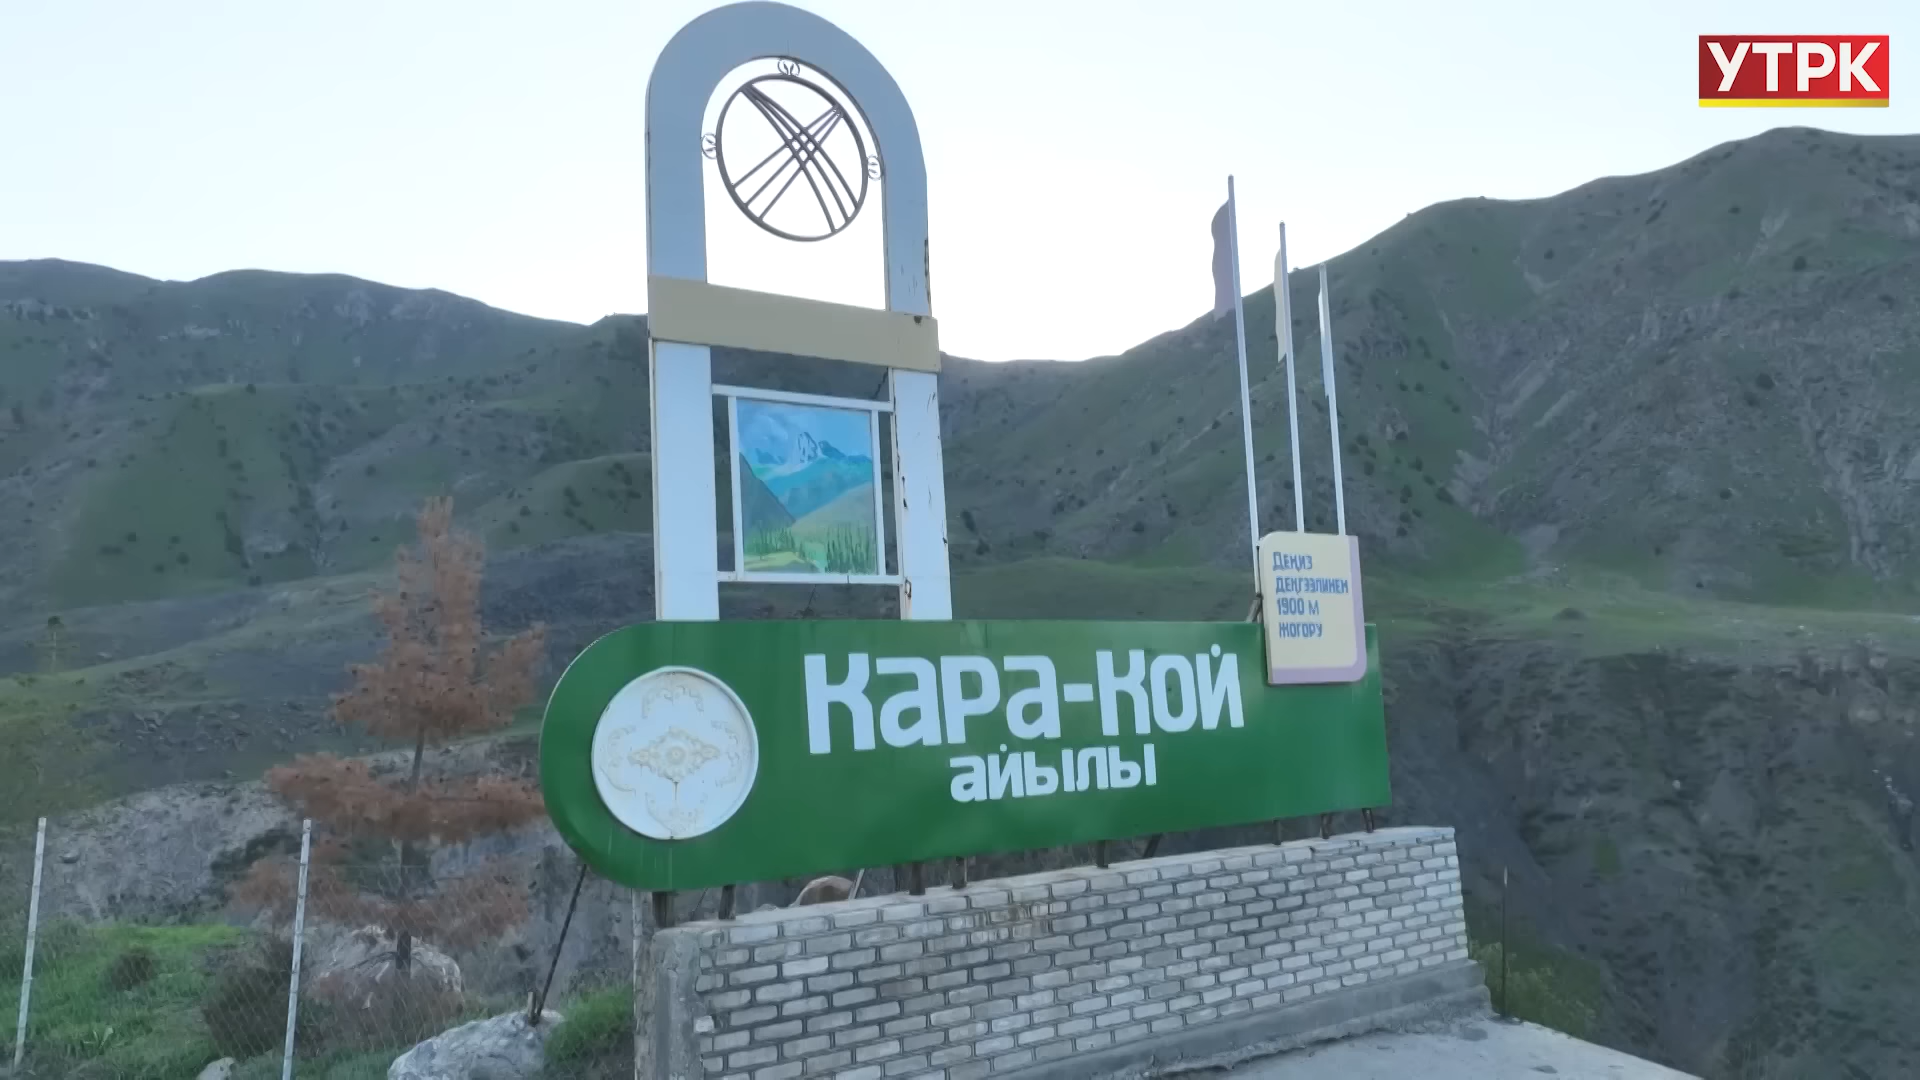 УТРК
Деңиз
деңгээлинен
1900 м
жогору
Кара-Кой
айылы